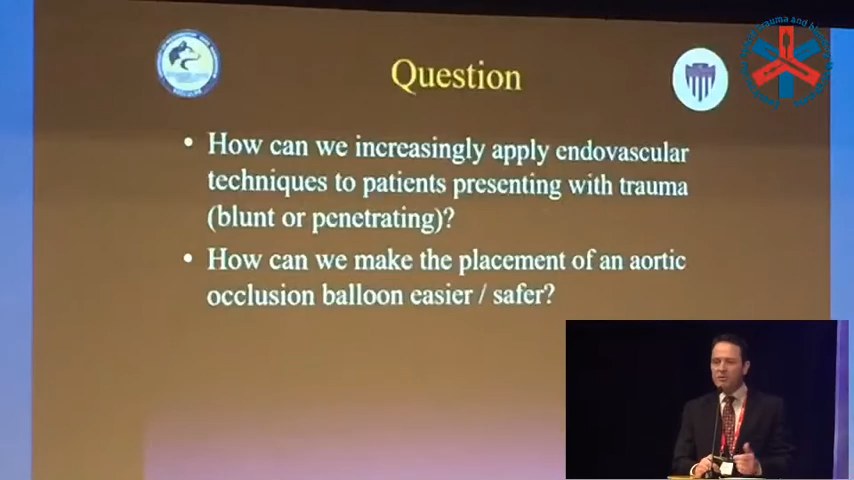 Question
• How can we increasingly apply endovascular
techniques to patients presenting with trauma
(blunt or penetrating)?
• How can we make the placement of an aortic
occlusion balloon easier / safer?